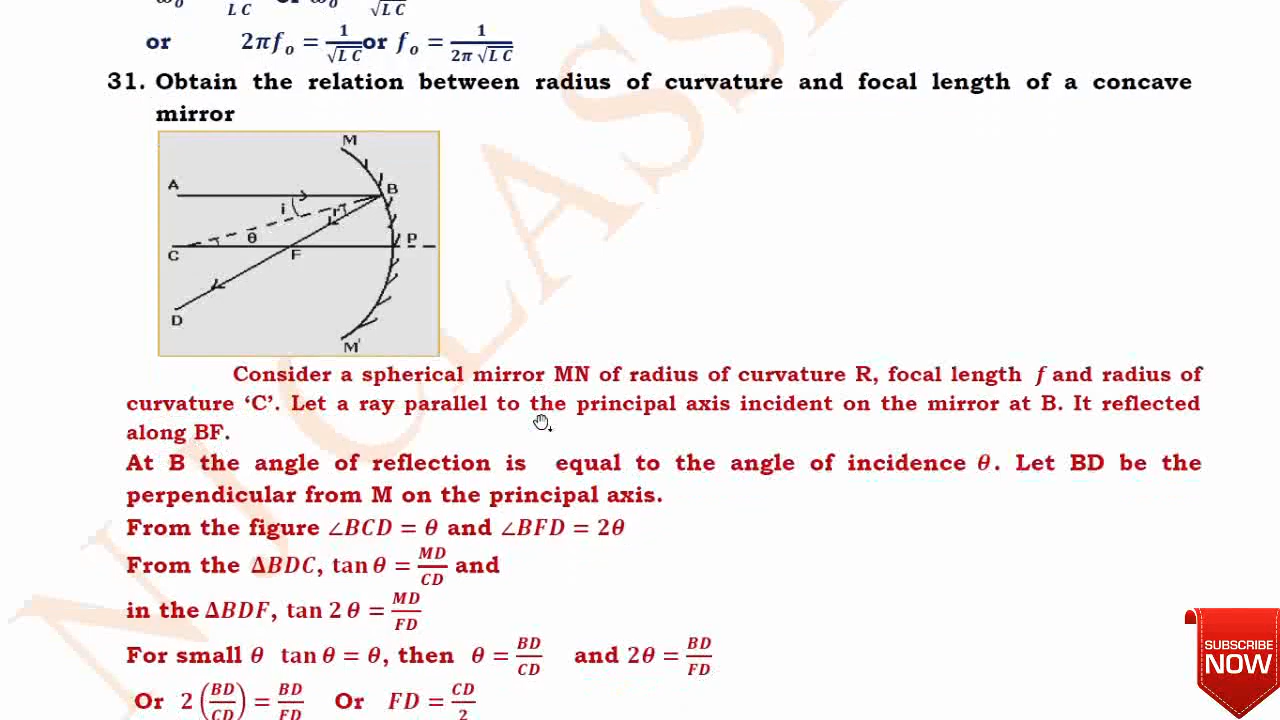 LC
√LC
or 2πfₒ = 1/√LC or fₒ = 1/2π√LC
31. Obtain the relation between radius of curvature and focal length of a concave
mirror
M
A
B
i
r
θ
P
C
F
D
M'
Consider a spherical mirror MN of radius of curvature R, focal length f and radius of
curvature ‘C’. Let a ray parallel to the principal axis incident on the mirror at B. It reflected
along BF.
At B the angle of reflection is equal to the angle of incidence θ. Let BD be the
perpendicular from M on the principal axis.
From the figure ∠BCD = θ and ∠BFD = 2θ
From the ΔBDC, tan θ = MD/CD and
in the ΔBDF, tan 2 θ = MD/FD
For small θ tan θ = θ, then θ = BD/CD and 2θ = BD/FD
Or 2(BD/CD) = BD/FD Or FD = CD/2
SUBSCRIBE
NOW
N J CLASSES